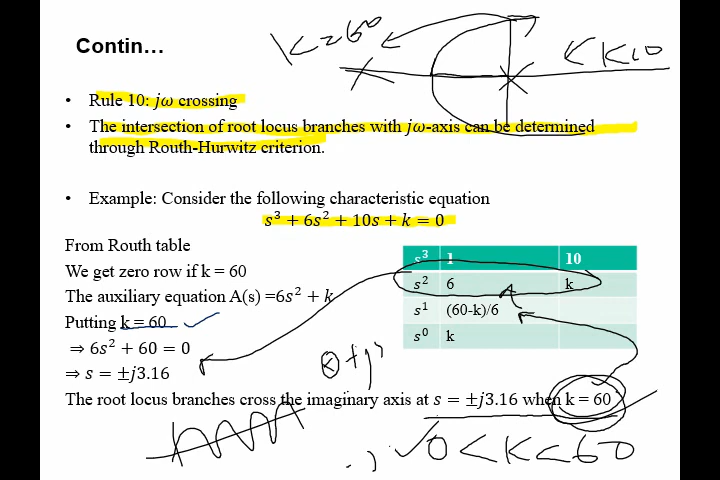 Contin…
k=60
< k<10
• Rule 10: jω crossing
• The intersection of root locus branches with jω-axis can be determined
through Routh-Hurwitz criterion.
• Example: Consider the following characteristic equation
s³ + 6s² + 10s + k = 0
From Routh table
We get zero row if k = 60
The auxiliary equation A(s) =6s² + k
Putting k = 60
⇒ 6s² + 60 = 0
⇒ s = ±j3.16
s³ 1 10
s² 6 k
s¹ (60-k)/6
s⁰ k
The root locus branches cross the imaginary axis at s = ±j3.16 when k = 60
0<k<60